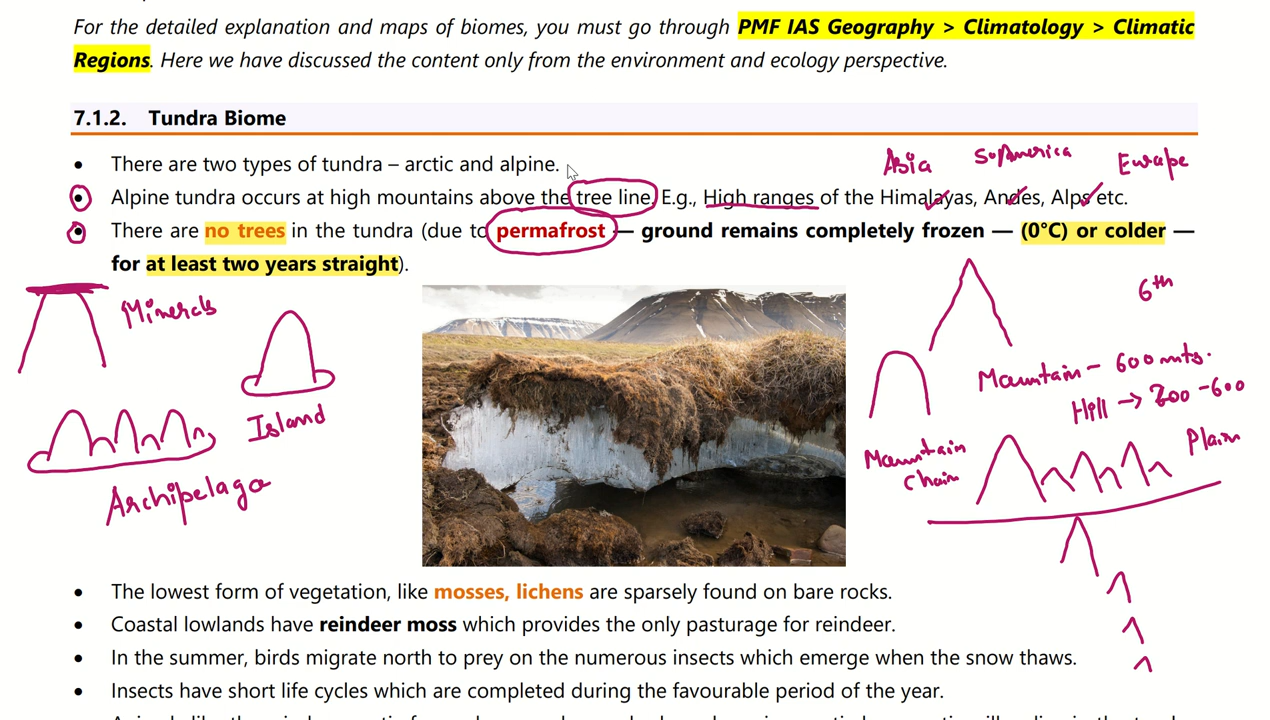 For the detailed explanation and maps of biomes, you must go through PMF IAS Geography > Climatology > Climatic
Regions. Here we have discussed the content only from the environment and ecology perspective.
7.1.2. Tundra Biome
• There are two types of tundra – arctic and alpine.
Asia
Europe
• Alpine tundra occurs at high mountains above the tree line. E.g., High ranges of the Himalayas, Andes, Alps etc.
• There are no trees in the tundra (due to permafrost — ground remains completely frozen — (0°C) or colder —
for at least two years straight).
Minerals
6th
Mountain - 600 mts.
Hill → 300-600
Island
Plain
Mountain
Chain
Archipelago
• The lowest form of vegetation, like mosses, lichens are sparsely found on bare rocks.
• Coastal lowlands have reindeer moss which provides the only pasturage for reindeer.
• In the summer, birds migrate north to prey on the numerous insects which emerge when the snow thaws.
• Insects have short life cycles which are completed during the favourable period of the year.